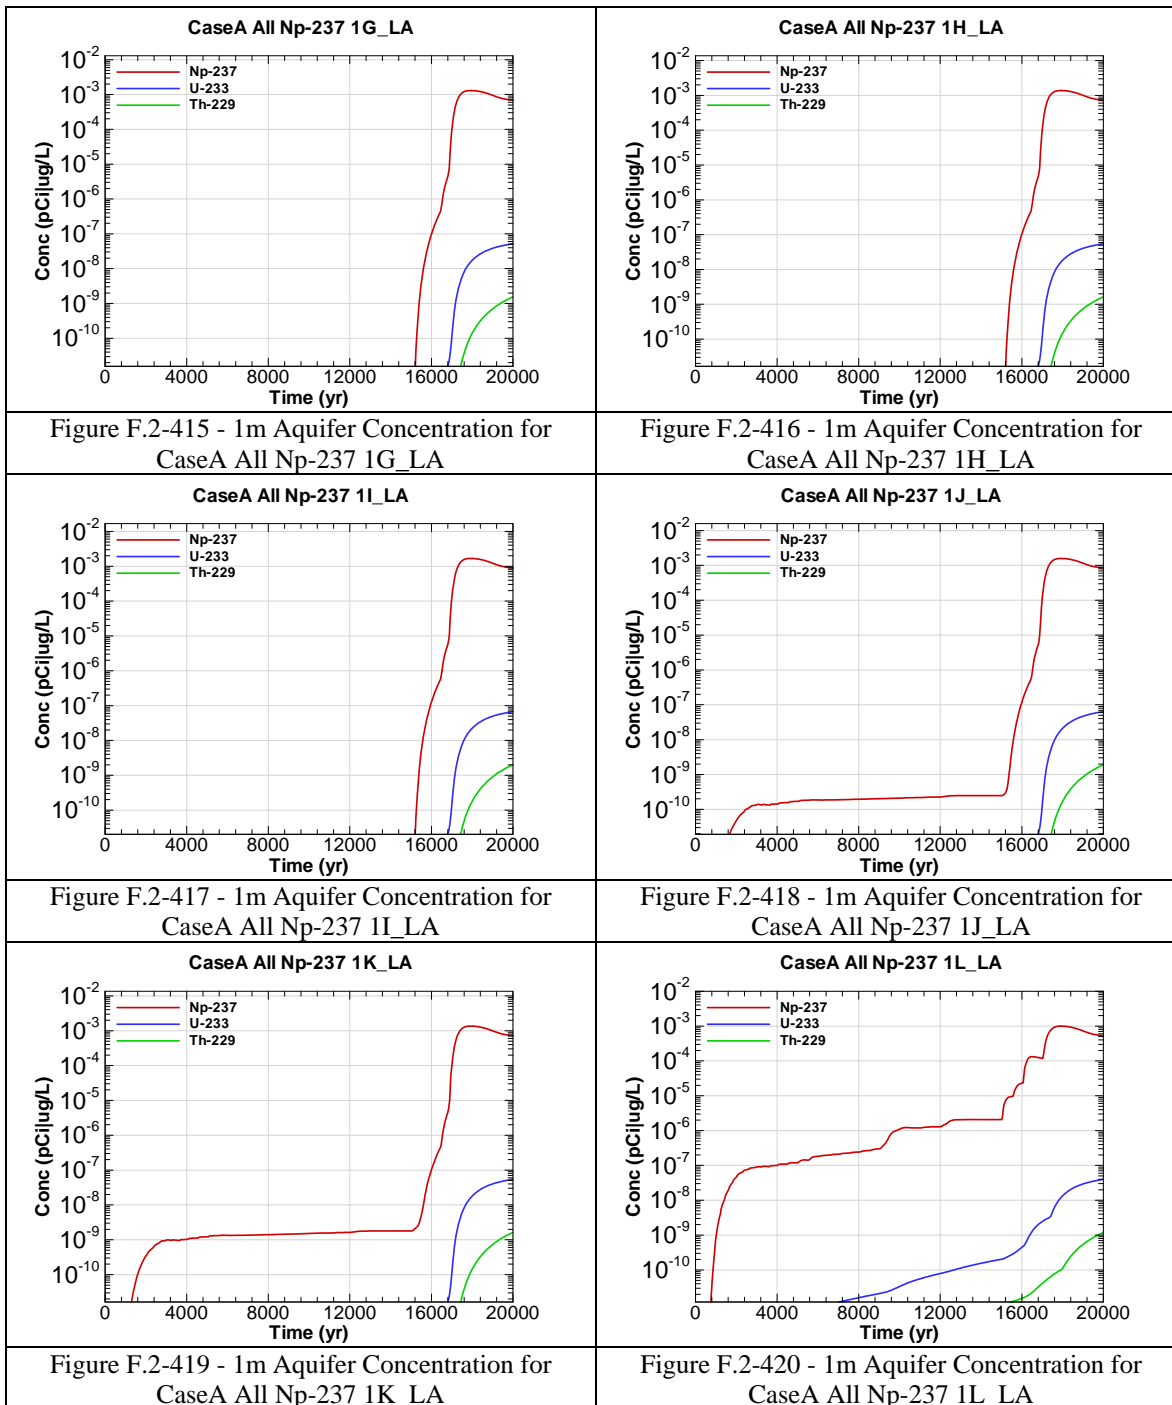 CaseA All Np-237 1G_LA
Np-237
U-233
Th-229
10-2
10-3
10-4
10-5
10-6
10-7
10-8
10-9
10-10
Conc (pCi|ug/L)
0 4000 8000 12000 16000 20000
Time (yr)
Figure F.2-415 - 1m Aquifer Concentration for
CaseA All Np-237 1G_LA
CaseA All Np-237 1H_LA
Np-237
U-233
Th-229
10-2
10-3
10-4
10-5
10-6
10-7
10-8
10-9
10-10
Conc (pCi|ug/L)
0 4000 8000 12000 16000 20000
Time (yr)
Figure F.2-416 - 1m Aquifer Concentration for
CaseA All Np-237 1H_LA
CaseA All Np-237 1I_LA
Np-237
U-233
Th-229
10-2
10-3
10-4
10-5
10-6
10-7
10-8
10-9
10-10
Conc (pCi|ug/L)
0 4000 8000 12000 16000 20000
Time (yr)
Figure F.2-417 - 1m Aquifer Concentration for
CaseA All Np-237 1I_LA
CaseA All Np-237 1J_LA
Np-237
U-233
Th-229
10-2
10-3
10-4
10-5
10-6
10-7
10-8
10-9
10-10
Conc (pCi|ug/L)
0 4000 8000 12000 16000 20000
Time (yr)
Figure F.2-418 - 1m Aquifer Concentration for
CaseA All Np-237 1J_LA
CaseA All Np-237 1K_LA
Np-237
U-233
Th-229
10-2
10-3
10-4
10-5
10-6
10-7
10-8
10-9
10-10
Conc (pCi|ug/L)
0 4000 8000 12000 16000 20000
Time (yr)
Figure F.2-419 - 1m Aquifer Concentration for
CaseA All Np-237 1K_LA
CaseA All Np-237 1L_LA
Np-237
U-233
Th-229
10-2
10-3
10-4
10-5
10-6
10-7
10-8
10-9
10-10
Conc (pCi|ug/L)
0 4000 8000 12000 16000 20000
Time (yr)
Figure F.2-420 - 1m Aquifer Concentration for
CaseA All Np-237 1L_LA